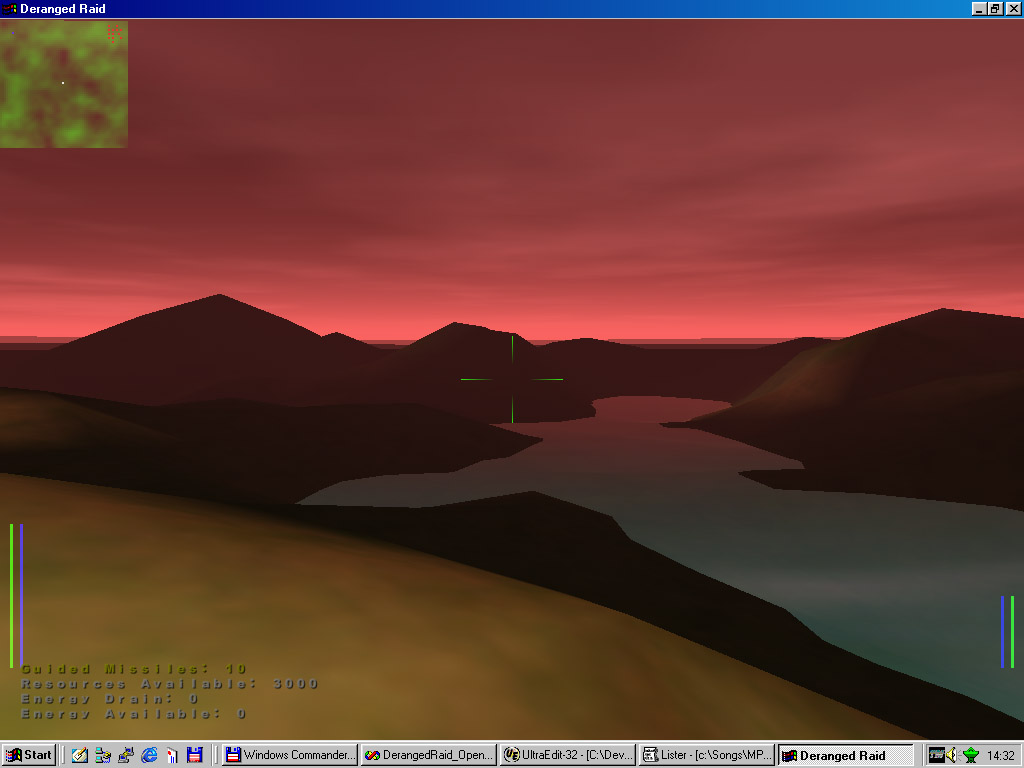 Deranged Raid
Guided Missiles: 10
Resources Available: 3000
Energy Drain: 0
Energy Available: 0
Start Windows Commander... DerangedRaid_Open... UltraEdit-32 - [C:\Dev... Lister - [c:\Songs\MP... Deranged Raid 14:32